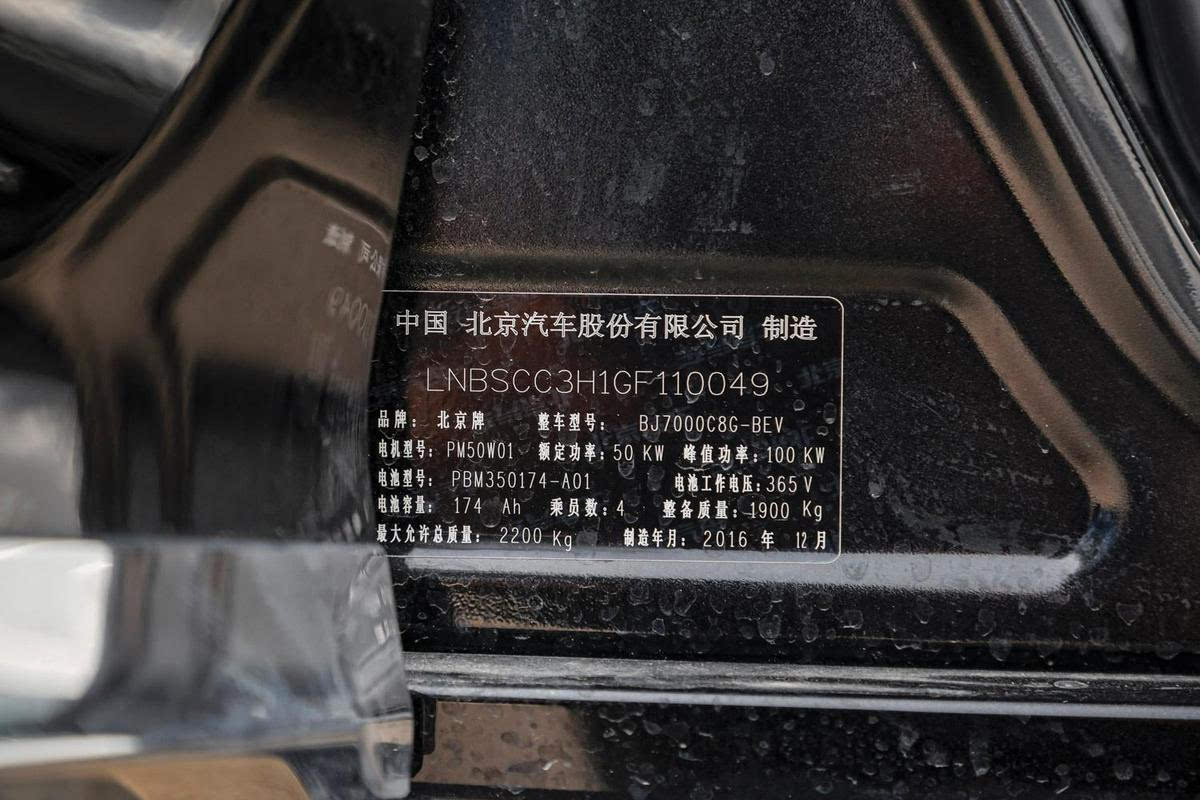 中国 北京汽车股份有限公司 制造
LNBSCC3H1GF110049
品牌： 北京牌 整车型号： BJ7000C8G-BEV
电机型号： PM50W01 额定功率：50 KW 峰值功率：100 KW
电池型号： PBM350174-A01 电池工作电压：365 V
电池容量： 174 Ah 乘员数：4 整备质量：1900 Kg
最大允许总质量： 2200 Kg 制造年月：2016 年 12 月